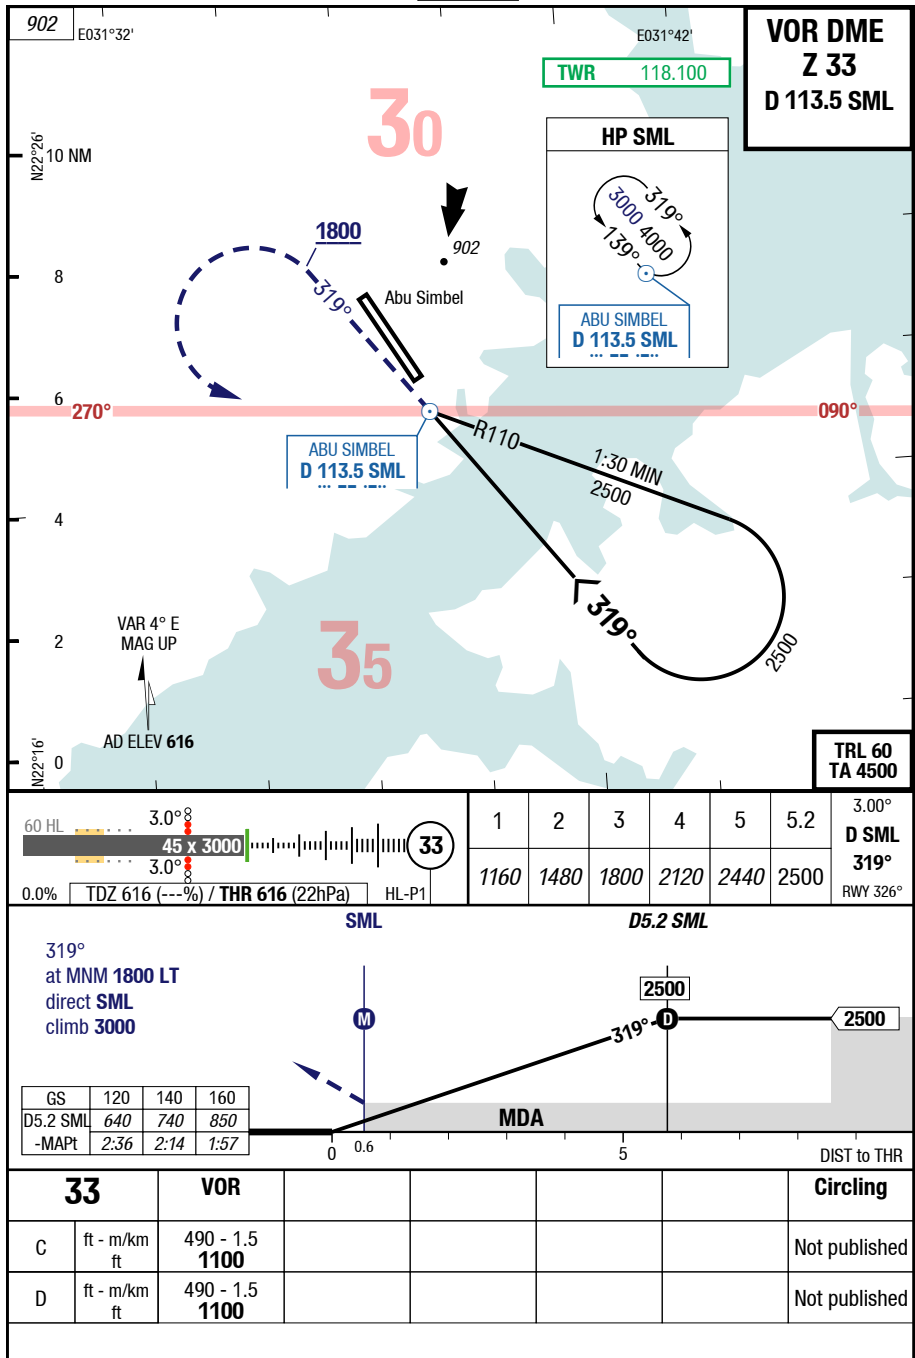 902
E031°32'
E031°42'
VOR DME
Z 33
D 113.5 SML
TWR 118.100
30
N22°26'
10 NM
HP SML
319°
3000 4000
139°
ABU SIMBEL
D 113.5 SML
1800
902
319°
Abu Simbel
8
6
270°
090°
R110
ABU SIMBEL
D 113.5 SML
1:30 MIN
2500
4
319°
2500
VAR 4° E
MAG UP
2
35
AD ELEV 616
N22°16'
0
TRL 60
TA 4500
60 HL
3.0°
45 x 3000
3.0°
33
0.0%
TDZ 616 (---%) / THR 616 (22hPa)
HL-P1
1 2 3 4 5 5.2
1160 1480 1800 2120 2440 2500
3.00°
D SML
319°
RWY 326°
SML
D5.2 SML
319°
at MNM 1800 LT
direct SML
climb 3000
M
2500
319°
D
2500
MDA
GS 120 140 160
D5.2 SML 640 740 850
-MAPt 2:36 2:14 1:57
0 0.6 5 DIST to THR
33 VOR Circling
C ft - m/km ft 490 - 1.5 1100 Not published
D ft - m/km ft 490 - 1.5 1100 Not published